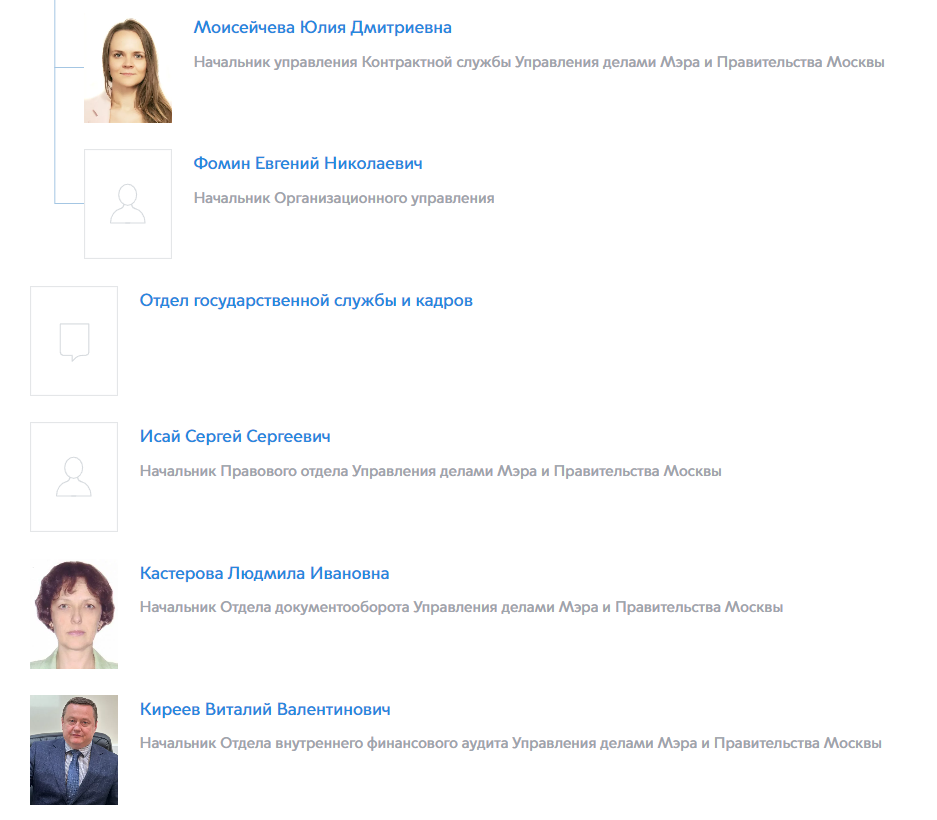 Моисейчева Юлия Дмитриевна
Начальник управления Контрактной службы Управления делами Мэра и Правительства Москвы
Фомин Евгений Николаевич
Начальник Организационного управления
Отдел государственной службы и кадров
Исай Сергей Сергеевич
Начальник Правового отдела Управления делами Мэра и Правительства Москвы
Кастерова Людмила Ивановна
Начальник Отдела документооборота Управления делами Мэра и Правительства Москвы
Киреев Виталий Валентинович
Начальник Отдела внутреннего финансового аудита Управления делами Мэра и Правительства Москвы